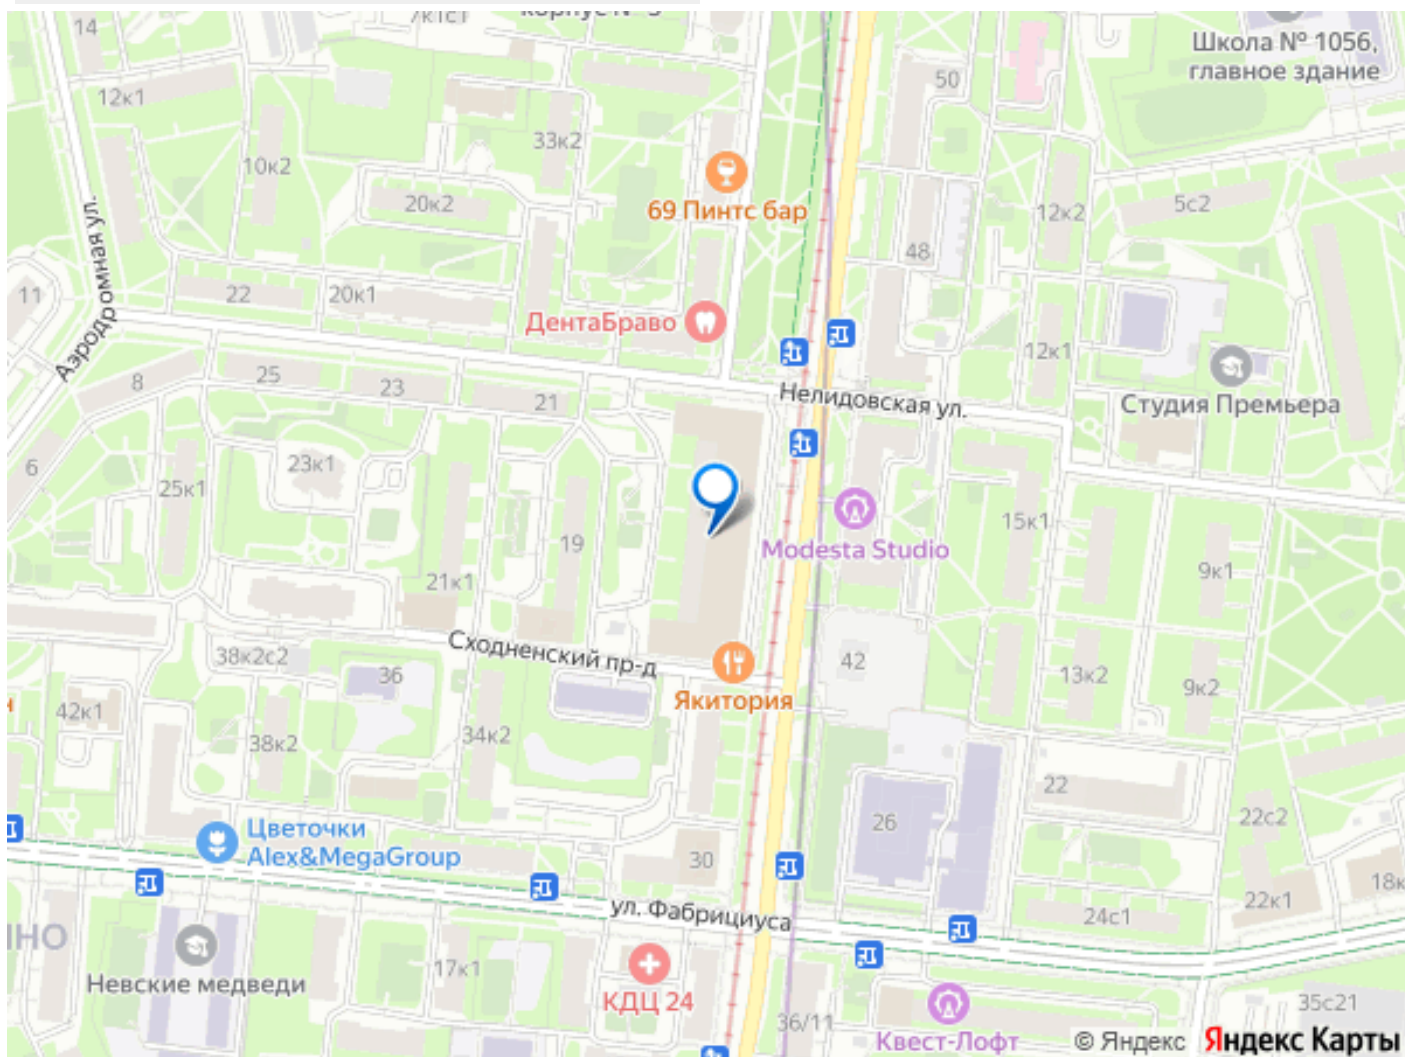 14
7к1с1
корпус № 3
Школа № 1056,
главное здание
50
12к1
33к2
10к2
20к2
69 Пинтс бар
12к2
5с2
48
Аэродромная ул.
11
22
20к1
ДентаБраво
12к1
8
25
23
21
Нелидовская ул.
Студия Премьера
6
23к1
25к1
15к1
19
Modesta Studio
21к1
9к1
Сходненский пр-д
38к2с2
36
42
13к2
9к2
Якитория
42к1
38к2
34к2
22
26
22с2
Цветочки
Alex&MegaGroup
30
18к
22к1
ул. Фабрициуса
24с1
Невские медведи
17к1
КДЦ 24
36/11
Квест-Лофт
35с21
© Яндекс Яндекс Карты